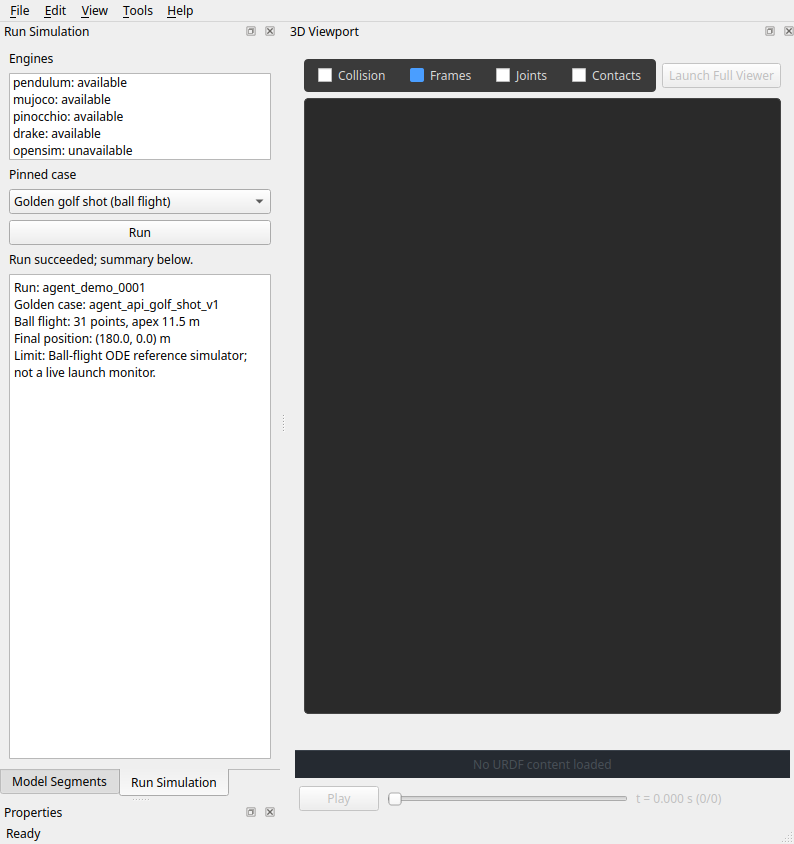 File Edit View Tools Help
Run Simulation
3D Viewport
Engines
pendulum: available
mujoco: available
pinocchio: available
drake: available
opensim: unavailable
Pinned case
Golden golf shot (ball flight)
Run
Run succeeded; summary below.
Run: agent_demo_0001
Golden case: agent_api_golf_shot_v1
Ball flight: 31 points, apex 11.5 m
Final position: (180.0, 0.0) m
Limit: Ball-flight ODE reference simulator;
not a live launch monitor.
Model Segments
Run Simulation
Properties
Ready
Collision
Frames
Joints
Contacts
Launch Full Viewer
No URDF content loaded
Play
t = 0.000 s (0/0)